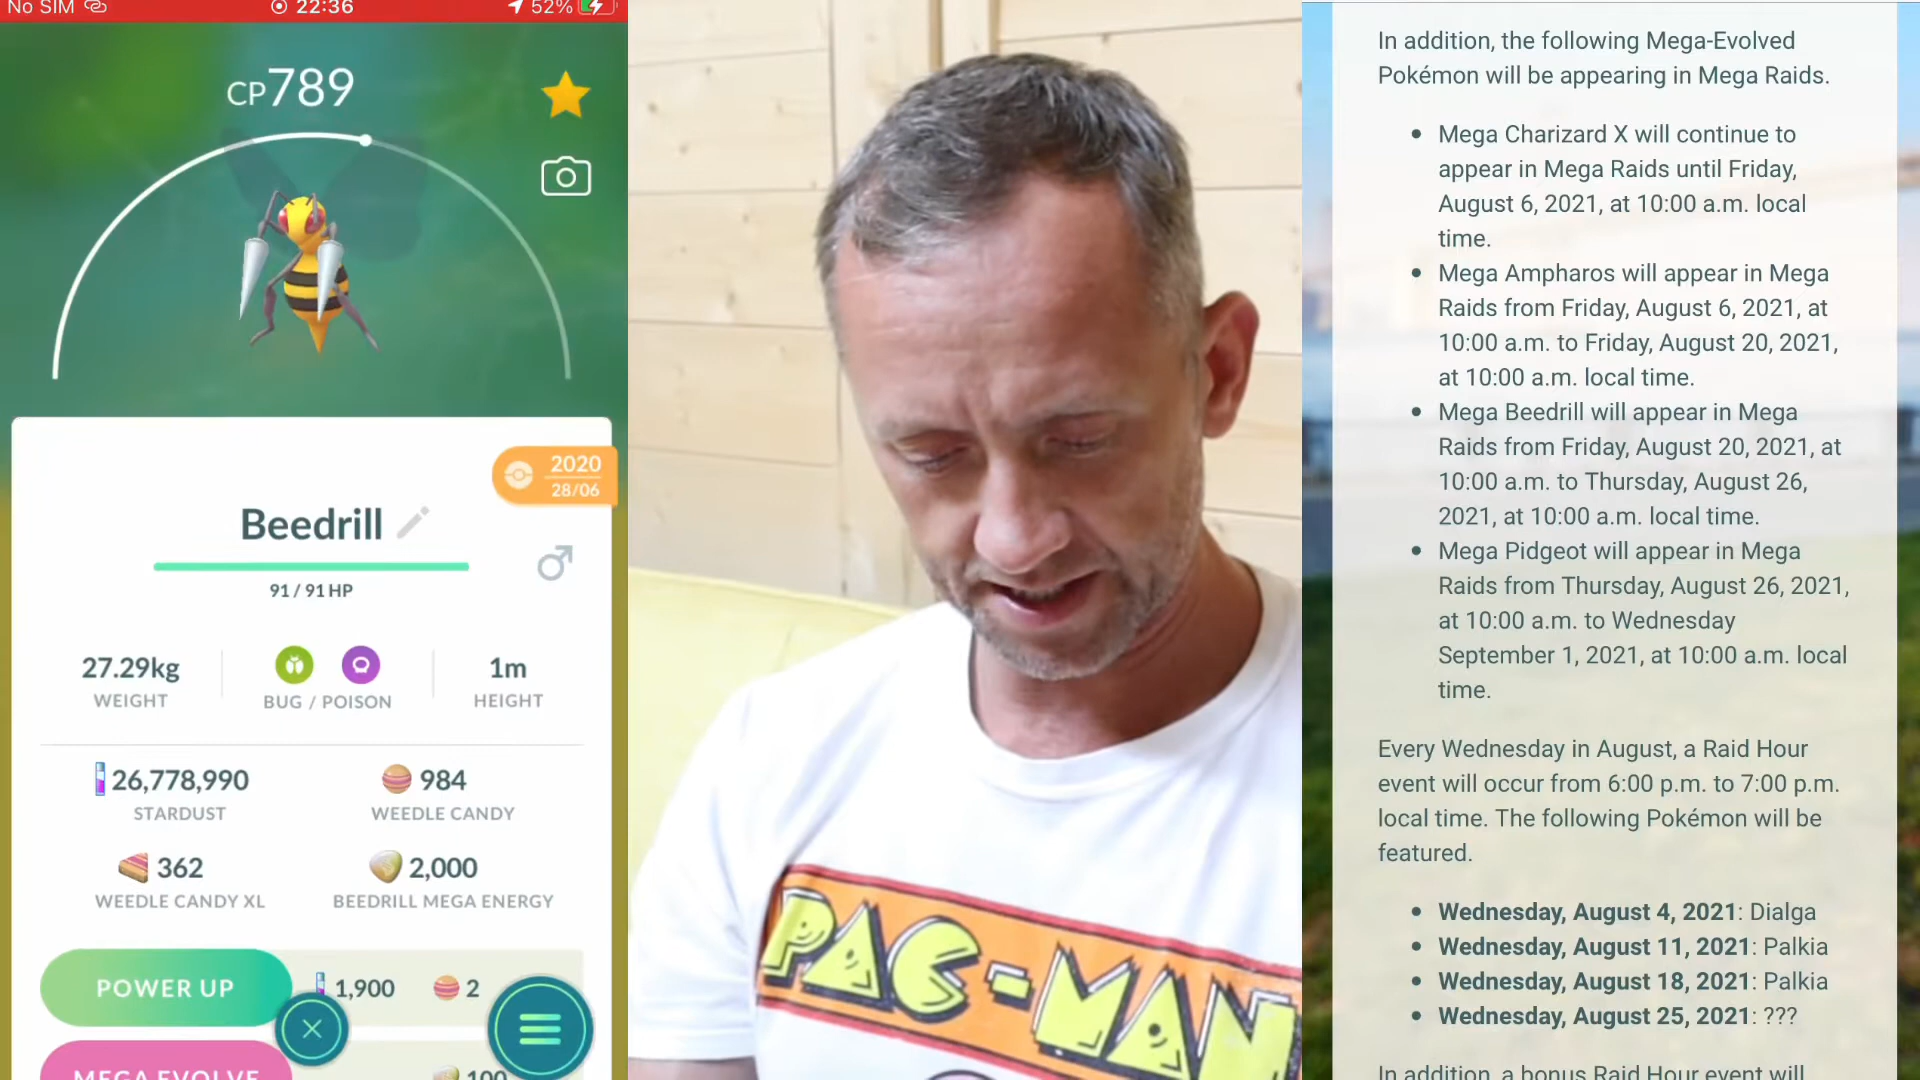 No SIM
22:36
52%
CP789
2020
28/06
Beedrill
91 / 91 HP
27.29kg
WEIGHT
BUG / POISON
1m
HEIGHT
26,778,990
STARDUST
984
WEEDLE CANDY
362
WEEDLE CANDY XL
2,000
BEEDRILL MEGA ENERGY
POWER UP
1,900
2
MEGA EVOLVE
100
PAC-MAN
In addition, the following Mega-Evolved
Pokémon will be appearing in Mega Raids.
• Mega Charizard X will continue to
appear in Mega Raids until Friday,
August 6, 2021, at 10:00 a.m. local
time.
• Mega Ampharos will appear in Mega
Raids from Friday, August 6, 2021, at
10:00 a.m. to Friday, August 20, 2021,
at 10:00 a.m. local time.
• Mega Beedrill will appear in Mega
Raids from Friday, August 20, 2021, at
10:00 a.m. to Thursday, August 26,
2021, at 10:00 a.m. local time.
• Mega Pidgeot will appear in Mega
Raids from Thursday, August 26, 2021,
at 10:00 a.m. to Wednesday
September 1, 2021, at 10:00 a.m. local
time.
Every Wednesday in August, a Raid Hour
event will occur from 6:00 p.m. to 7:00 p.m.
local time. The following Pokémon will be
featured.
• Wednesday, August 4, 2021: Dialga
• Wednesday, August 11, 2021: Palkia
• Wednesday, August 18, 2021: Palkia
• Wednesday, August 25, 2021: ???
In addition, a bonus Raid Hour event will